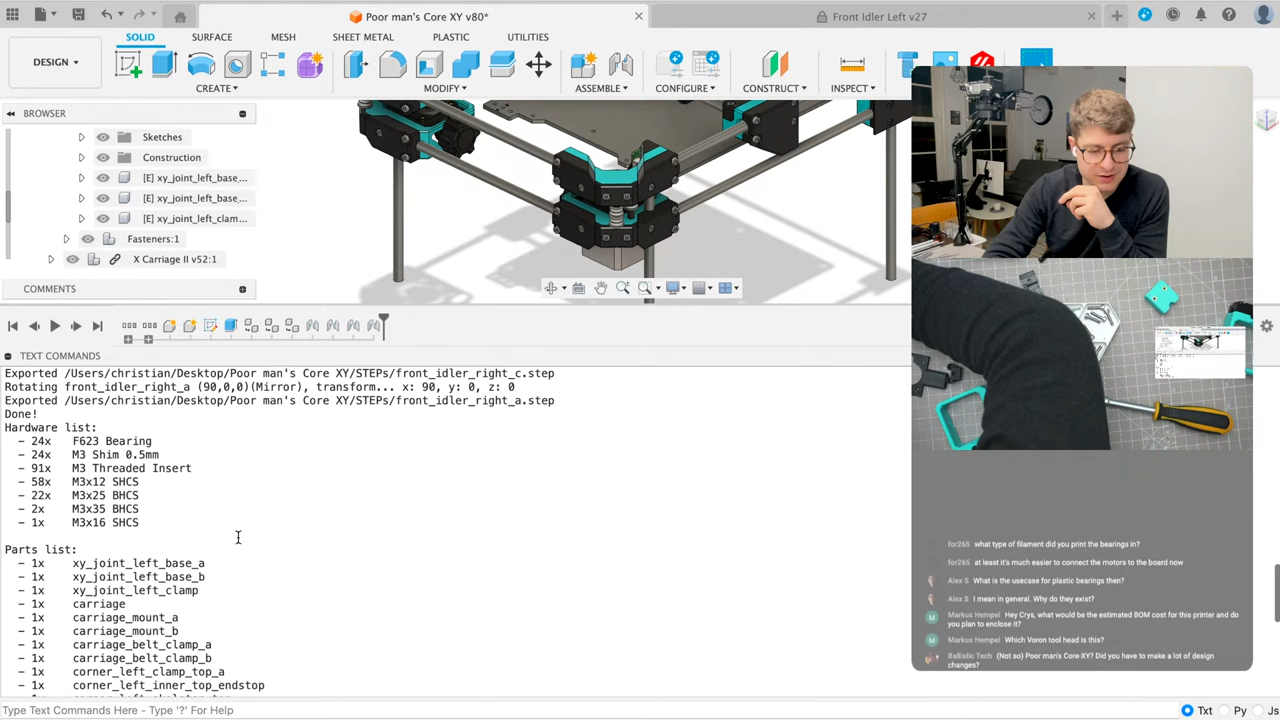 Poor man's Core XY v80*
Front Idler Left v27
DESIGN
SOLID
SURFACE
MESH
SHEET METAL
PLASTIC
UTILITIES
CREATE
MODIFY
ASSEMBLE
CONFIGURE
CONSTRUCT
INSPECT
BROWSER
Sketches
Construction
[E] xy_joint_left_base_...
[E] xy_joint_left_base_...
[E] xy_joint_left_clam...
Fasteners:1
X Carriage II v52:1
COMMENTS
TEXT COMMANDS
Exported /Users/christian/Desktop/Poor man's Core XY/STEPs/front_idler_right_c.step
Rotating front_idler_right_a (90,0,0)(Mirror), transform... x: 90, y: 0, z: 0
Exported /Users/christian/Desktop/Poor man's Core XY/STEPs/front_idler_right_a.step
Done!
Hardware list:
– 24x F623 Bearing
– 24x M3 Shim 0.5mm
– 91x M3 Threaded Insert
– 58x M3x12 SHCS
– 22x M3x25 BHCS
– 2x M3x35 BHCS
– 1x M3x16 SHCS
Parts list:
– 1x xy_joint_left_base_a
– 1x xy_joint_left_base_b
– 1x xy_joint_left_clamp
– 1x carriage
– 1x carriage_mount_a
– 1x carriage_mount_b
– 1x carriage_belt_clamp_a
– 1x carriage_belt_clamp_b
– 1x corner_left_clamp_top_a
– 1x corner_left_inner_top_endstop
Type Text Commands Here - Type '?' For Help
Txt
Py
Js
for265 what type of filament did you print the bearings in?
for265 at least it's much easier to connect the motors to the board now
Alex S What is the usecase for plastic bearings then?
Alex S I mean in general. Why do they exist?
M Markus Hempel Hey Crys, what would be the estimated BOM cost for this printer and do
you plan to enclose it?
M Markus Hempel Which Voron tool head is this?
Ballistic Tech (Not so) Poor man's Core-XY? Did you have to make a lot of design
changes?